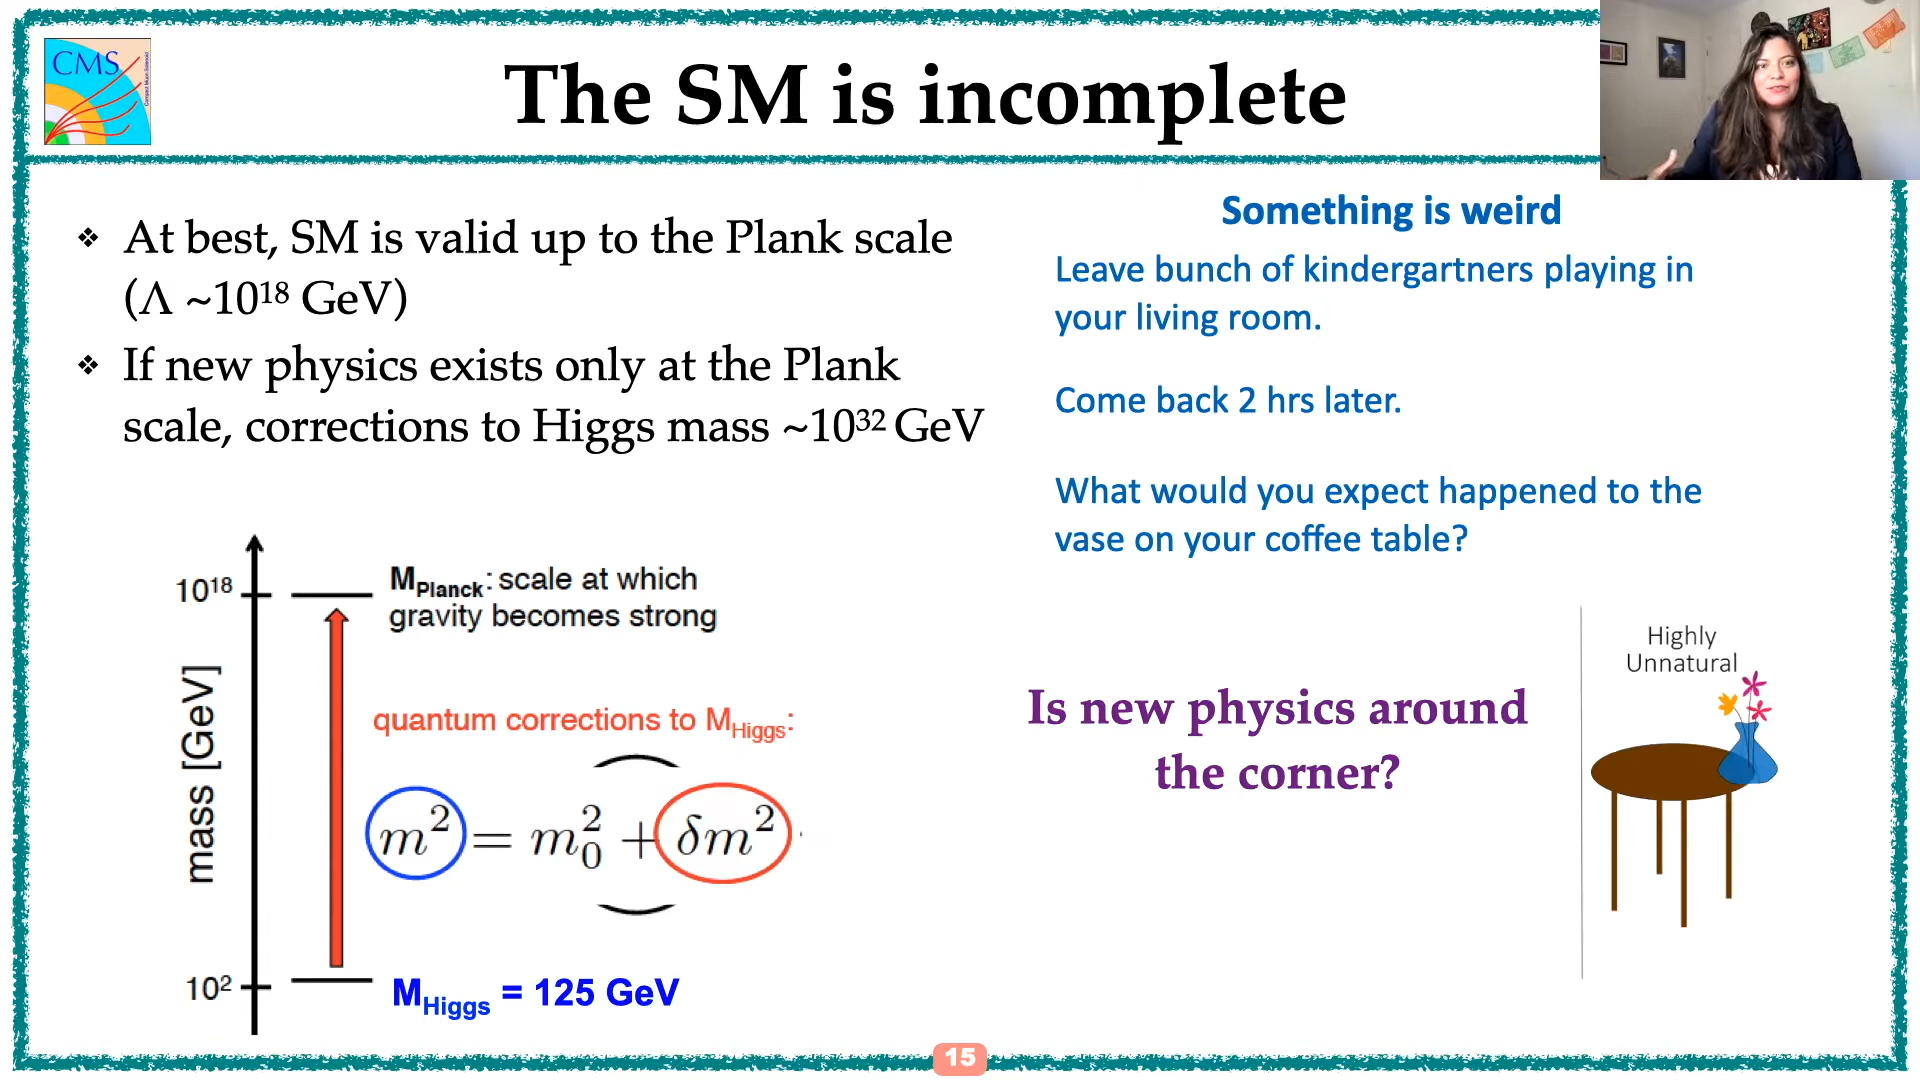 CMS
Compact Muon Solenoid
The SM is incomplete
❖ At best, SM is valid up to the Plank scale
(Λ ~10¹⁸ GeV)
❖ If new physics exists only at the Plank
scale, corrections to Higgs mass ~10³² GeV
Something is weird
Leave bunch of kindergartners playing in
your living room.
Come back 2 hrs later.
What would you expect happened to the
vase on your coffee table?
mass [GeV]
10¹⁸
M_Planck: scale at which
gravity becomes strong
quantum corrections to M_Higgs:
m² = m₀² + δm²
10²
M_Higgs = 125 GeV
Is new physics around
the corner?
Highly
Unnatural
15